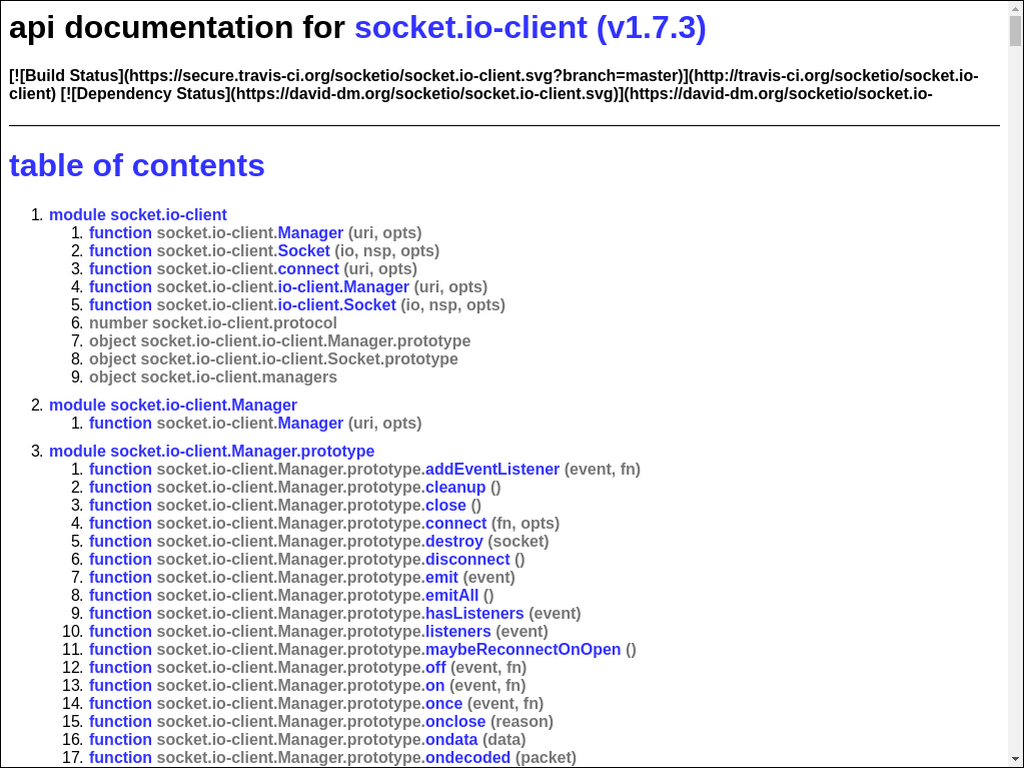 api documentation for socket.io-client (v1.7.3)
[![Build Status](https://secure.travis-ci.org/socketio/socket.io-client.svg?branch=master)](http://travis-ci.org/socketio/socket.io-
client) [![Dependency Status](https://david-dm.org/socketio/socket.io-client.svg)](https://david-dm.org/socketio/socket.io-
table of contents
1. module socket.io-client
1. function socket.io-client.Manager (uri, opts)
2. function socket.io-client.Socket (io, nsp, opts)
3. function socket.io-client.connect (uri, opts)
4. function socket.io-client.io-client.Manager (uri, opts)
5. function socket.io-client.io-client.Socket (io, nsp, opts)
6. number socket.io-client.protocol
7. object socket.io-client.io-client.Manager.prototype
8. object socket.io-client.io-client.Socket.prototype
9. object socket.io-client.managers
2. module socket.io-client.Manager
1. function socket.io-client.Manager (uri, opts)
3. module socket.io-client.Manager.prototype
1. function socket.io-client.Manager.prototype.addEventListener (event, fn)
2. function socket.io-client.Manager.prototype.cleanup ()
3. function socket.io-client.Manager.prototype.close ()
4. function socket.io-client.Manager.prototype.connect (fn, opts)
5. function socket.io-client.Manager.prototype.destroy (socket)
6. function socket.io-client.Manager.prototype.disconnect ()
7. function socket.io-client.Manager.prototype.emit (event)
8. function socket.io-client.Manager.prototype.emitAll ()
9. function socket.io-client.Manager.prototype.hasListeners (event)
10. function socket.io-client.Manager.prototype.listeners (event)
11. function socket.io-client.Manager.prototype.maybeReconnectOnOpen ()
12. function socket.io-client.Manager.prototype.off (event, fn)
13. function socket.io-client.Manager.prototype.on (event, fn)
14. function socket.io-client.Manager.prototype.once (event, fn)
15. function socket.io-client.Manager.prototype.onclose (reason)
16. function socket.io-client.Manager.prototype.ondata (data)
17. function socket.io-client.Manager.prototype.ondecoded (packet)